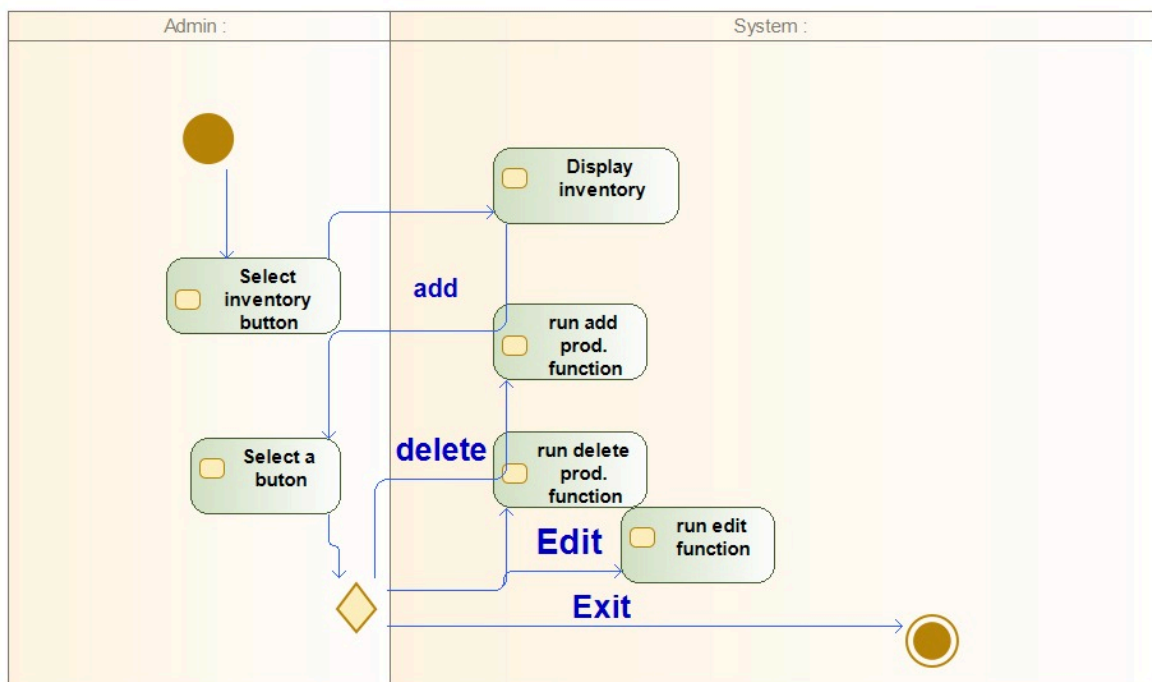 Admin :
System :
Display
inventory
Select
inventory
button
add
run add
prod.
function
Select a
buton
delete
run delete
prod.
function
Edit
run edit
function
Exit